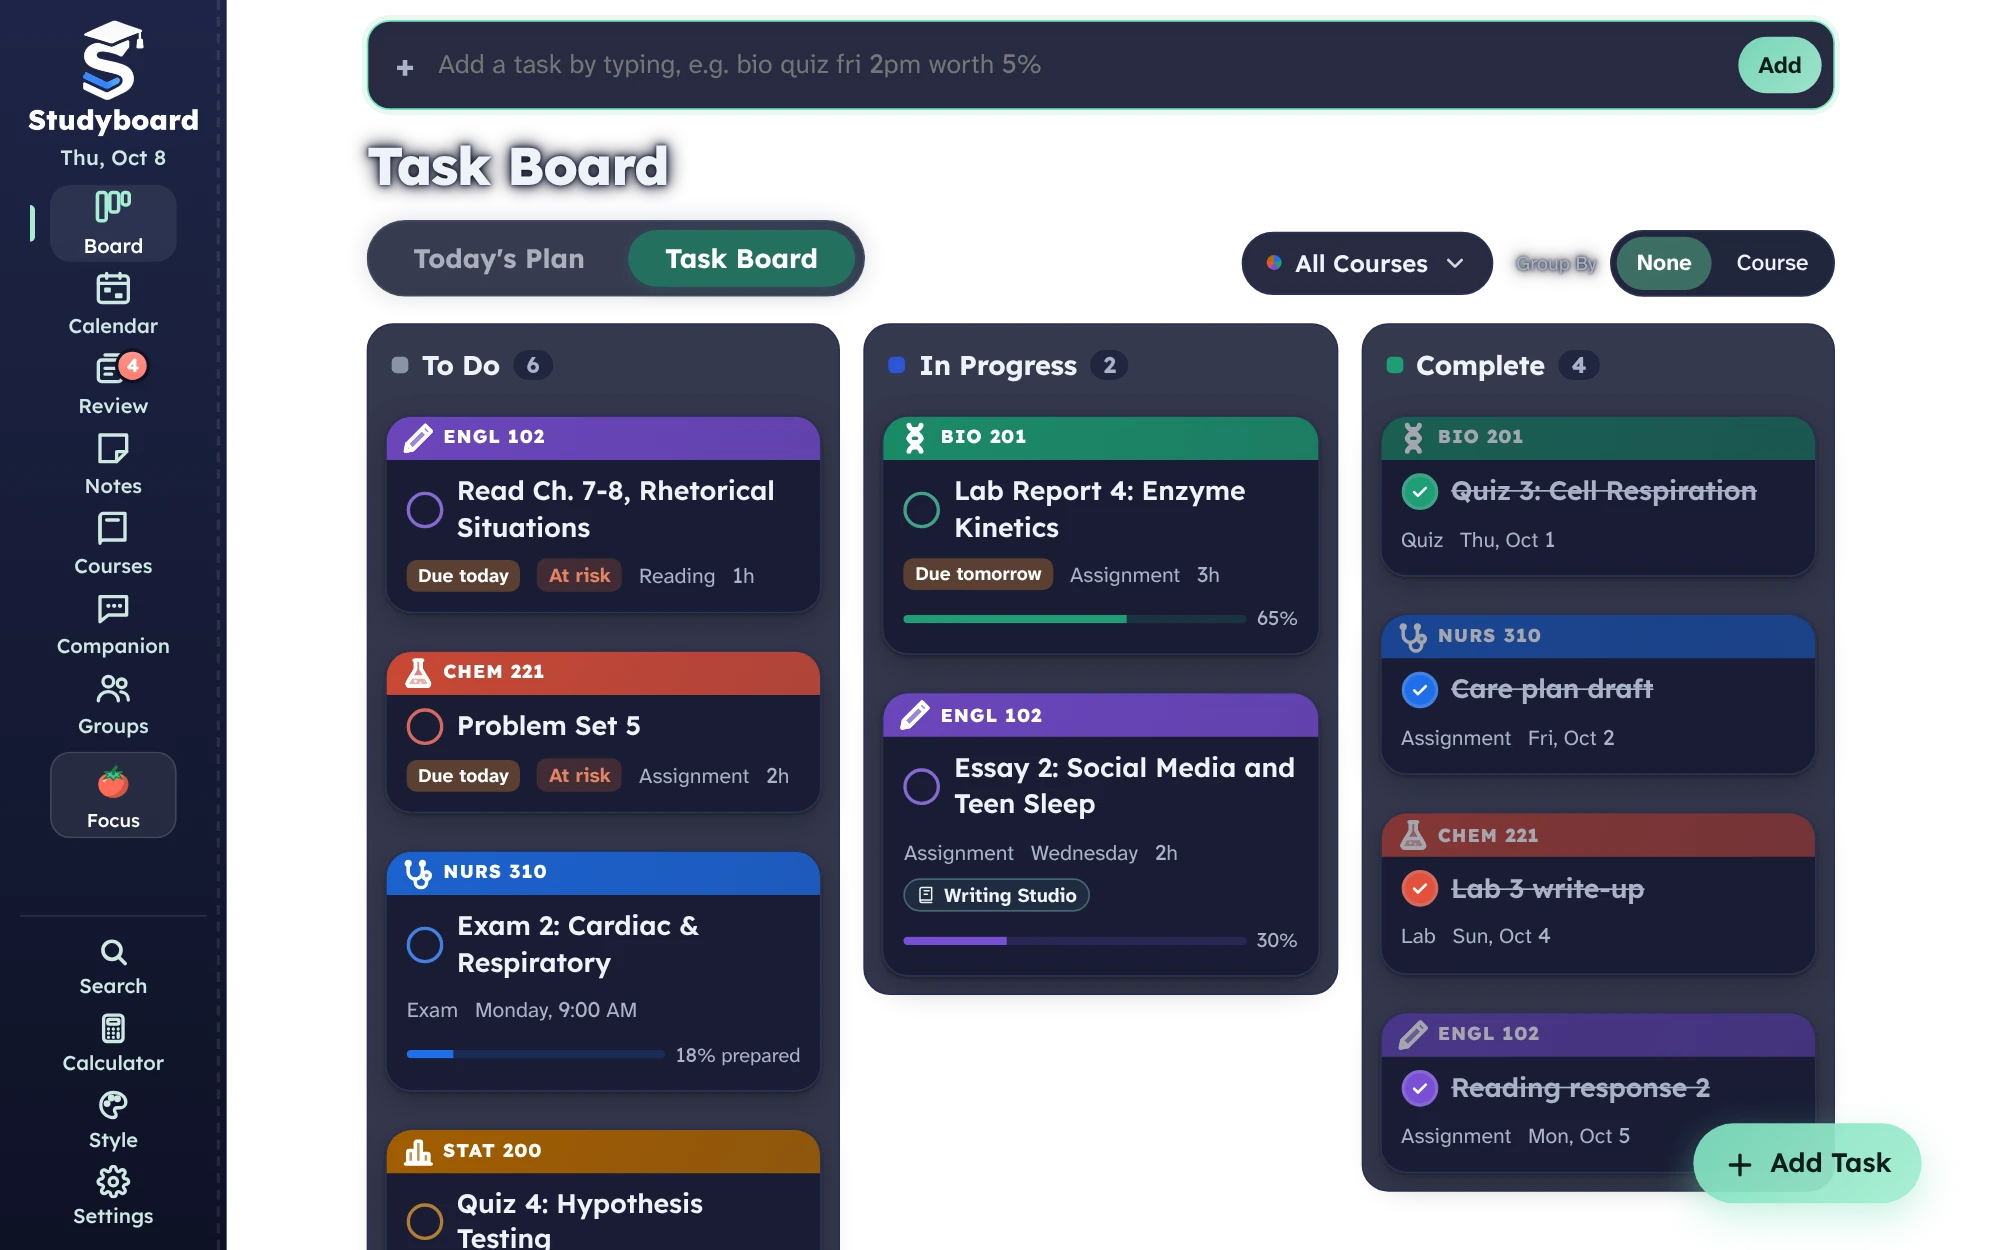 Studyboard
Thu, Oct 8
Board
Calendar
4
Review
Notes
Courses
Companion
Groups
Focus
Search
Calculator
Style
Settings
+ Add a task by typing, e.g. bio quiz fri 2pm worth 5%
Add
Task Board
Today's Plan
Task Board
All Courses
Group By
None
Course
To Do 6
ENGL 102
Read Ch. 7-8, Rhetorical
Situations
Due today At risk Reading 1h
CHEM 221
Problem Set 5
Due today At risk Assignment 2h
NURS 310
Exam 2: Cardiac &
Respiratory
Exam Monday, 9:00 AM
18% prepared
STAT 200
Quiz 4: Hypothesis
Testing
In Progress 2
BIO 201
Lab Report 4: Enzyme
Kinetics
Due tomorrow Assignment 3h
65%
ENGL 102
Essay 2: Social Media and
Teen Sleep
Assignment Wednesday 2h
Writing Studio
30%
Complete 4
BIO 201
Quiz 3: Cell Respiration
Quiz Thu, Oct 1
NURS 310
Care plan draft
Assignment Fri, Oct 2
CHEM 221
Lab 3 write-up
Lab Sun, Oct 4
ENGL 102
Reading response 2
Assignment Mon, Oct 5
+ Add Task